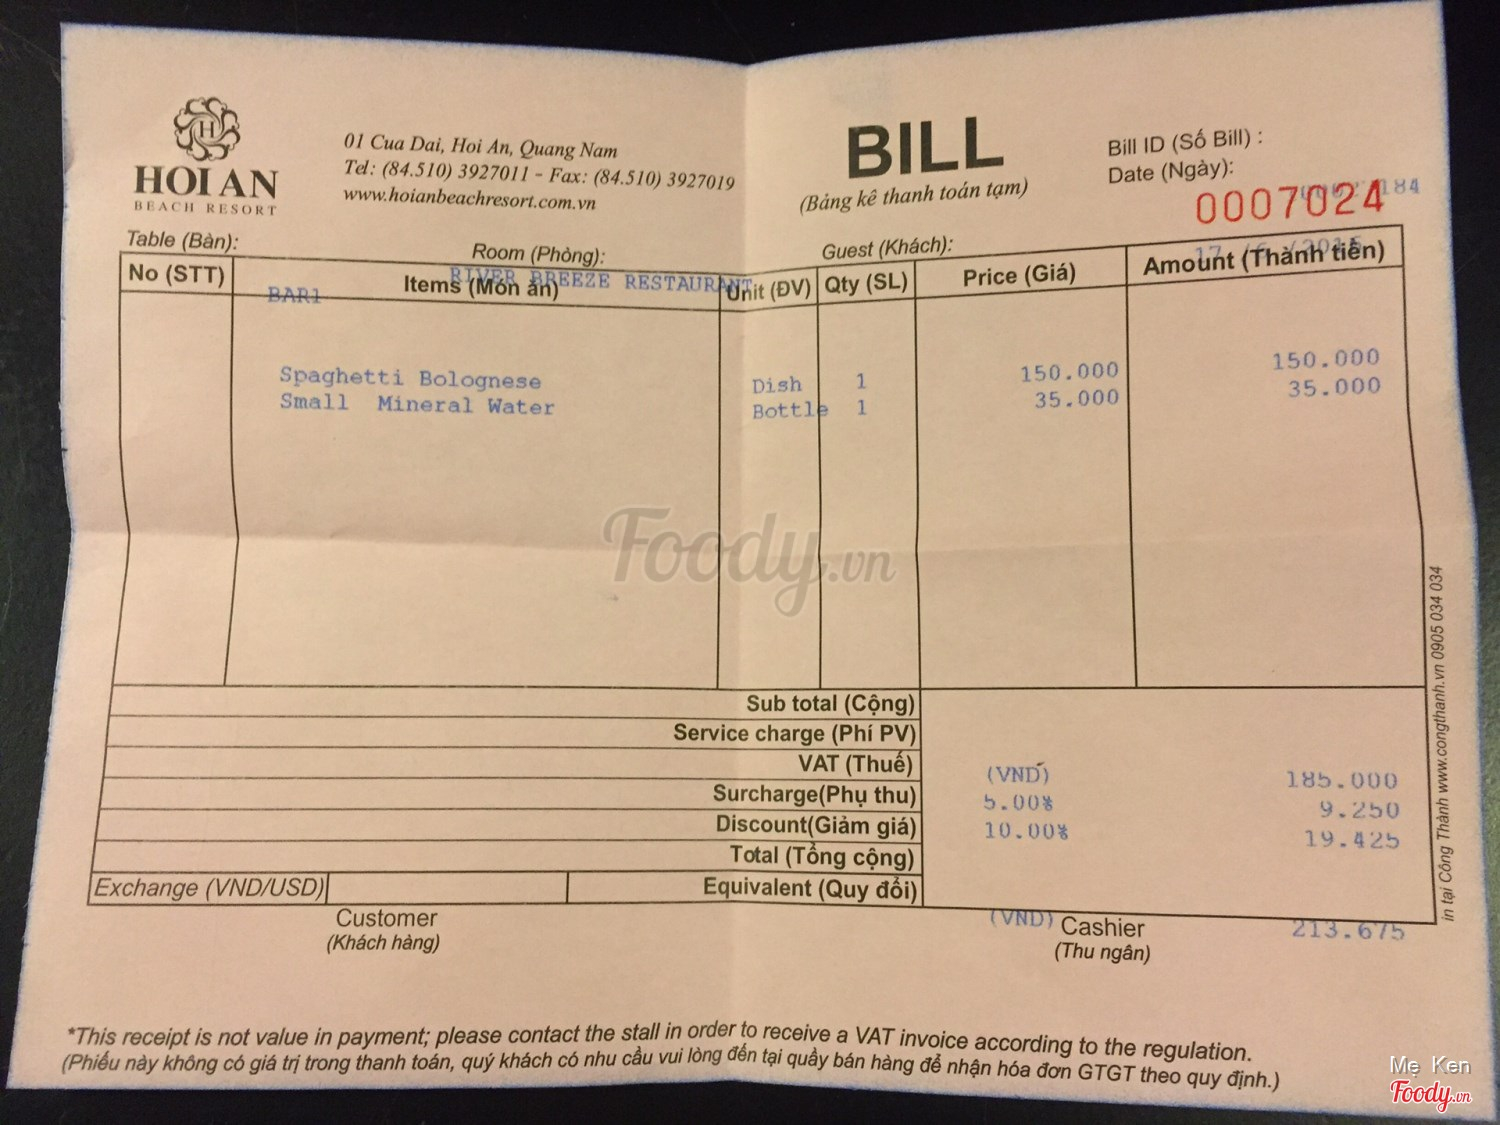 HOI AN
BEACH RESORT
01 Cua Dai, Hoi An, Quang Nam
Tel: (84.510) 3927011 - Fax: (84.510) 3927019
www.hoianbeachresort.com.vn
BILL
(Bảng kê thanh toán tạm)
Bill ID (Số Bill) :
Date (Ngày):
0007024
Table (Bàn):
Room (Phòng):
Guest (Khách):
No (STT) Items (Món ăn) Unit (ĐV) Qty (SL) Price (Giá) Amount (Thành tiền)
RIVER BREEZE RESTAURANT
BAR1
Spaghetti Bolognese Dish 1 150.000 150.000
Small Mineral Water Bottle 1 35.000 35.000
Foody.vn
Sub total (Cộng)
Service charge (Phí PV)
VAT (Thuế) (VND) 185.000
Surcharge(Phụ thu) 5.00% 9.250
Discount(Giảm giá) 10.00% 19.425
Total (Tổng cộng)
Exchange (VND/USD) Equivalent (Quy đổi)
(VND) 213.675
Customer
(Khách hàng)
Cashier
(Thu ngân)
in tại Công Thành www.congthanh.vn 0905 034 034
*This receipt is not value in payment; please contact the stall in order to receive a VAT invoice according to the regulation.
(Phiếu này không có giá trị trong thanh toán, quý khách có nhu cầu vui lòng đến tại quầy bán hàng để nhận hóa đơn GTGT theo quy định.)
Mẹ Ken
Foody.vn